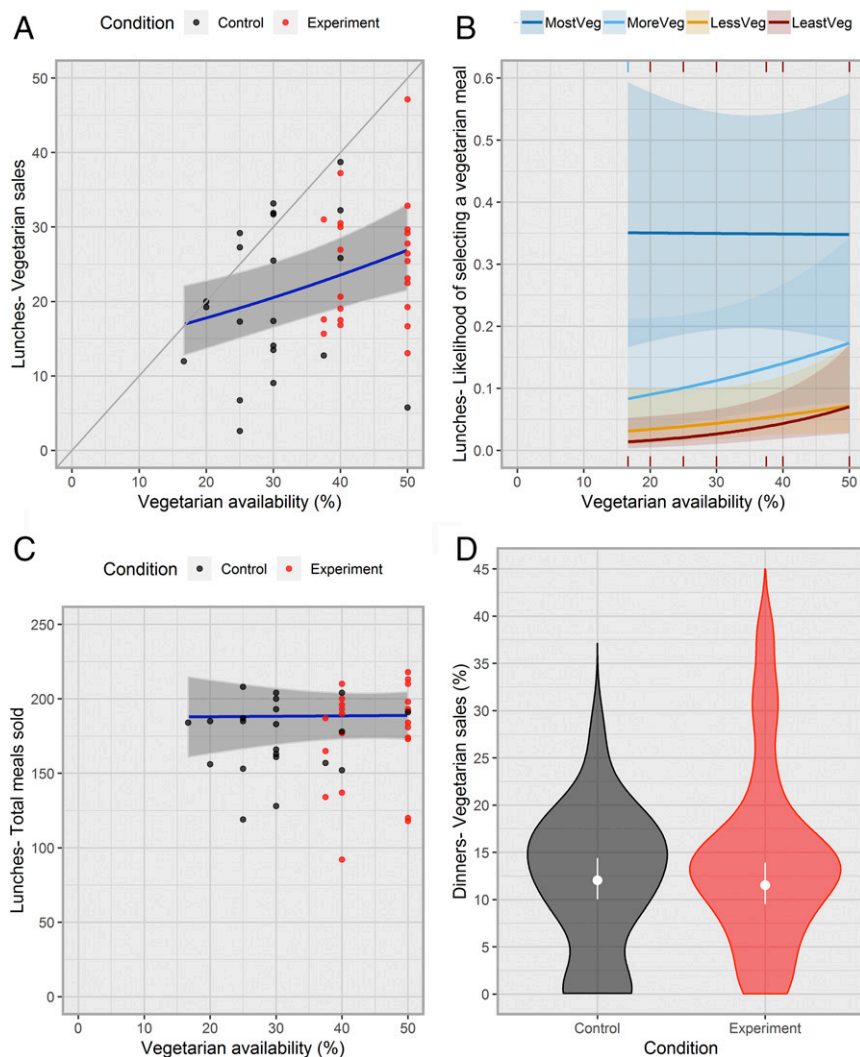 A
Condition Control Experiment
Lunches- Vegetarian sales
50
40
30
20
10
0
0 10 20 30 40 50
Vegetarian availability (%)
B
MostVeg MoreVeg LessVeg LeastVeg
Lunches- Likelihood of selecting a vegetarian meal
0.6
0.5
0.4
0.3
0.2
0.1
0.0
0 10 20 30 40 50
Vegetarian availability (%)
C
Condition Control Experiment
Lunches- Total meals sold
250
200
150
100
50
0
0 10 20 30 40 50
Vegetarian availability (%)
D
Dinners- Vegetarian sales (%)
45
40
35
30
25
20
15
10
5
0
Control Experiment
Condition